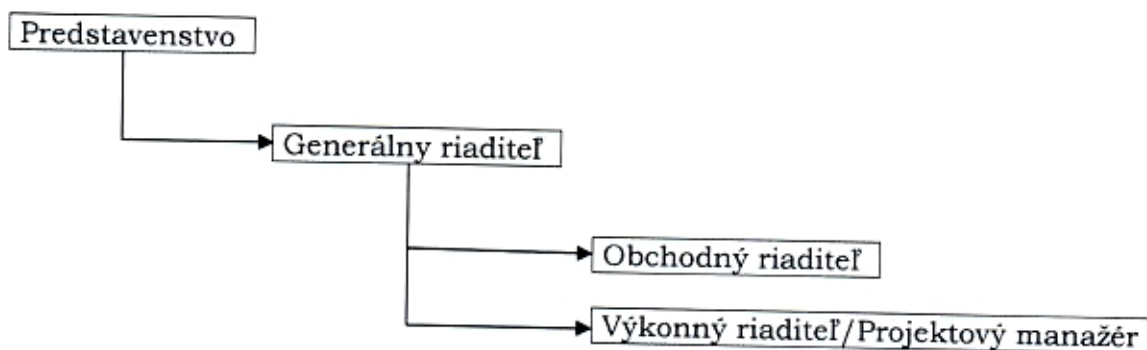 Predstavenstvo
Generálny riaditeľ
Obchodný riaditeľ
Výkonný riaditeľ/Projektový manažér